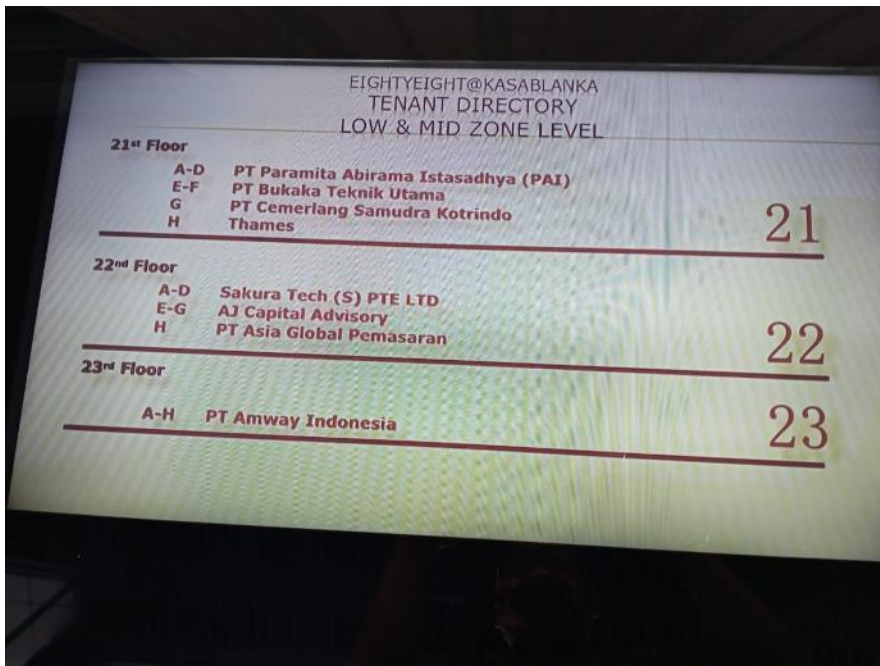 EIGHTYEIGHT@KASABLANKA
TENANT DIRECTORY
LOW & MID ZONE LEVEL
21st Floor
A-D PT Paramita Abirama Istasadhya (PAI)
E-F PT Bukaka Teknik Utama
G PT Cemerlang Samudra Kotrindo
H Thames
21
22nd Floor
A-D Sakura Tech (S) PTE LTD
E-G AJ Capital Advisory
H PT Asia Global Pemasaran
22
23rd Floor
A-H PT Amway Indonesia
23